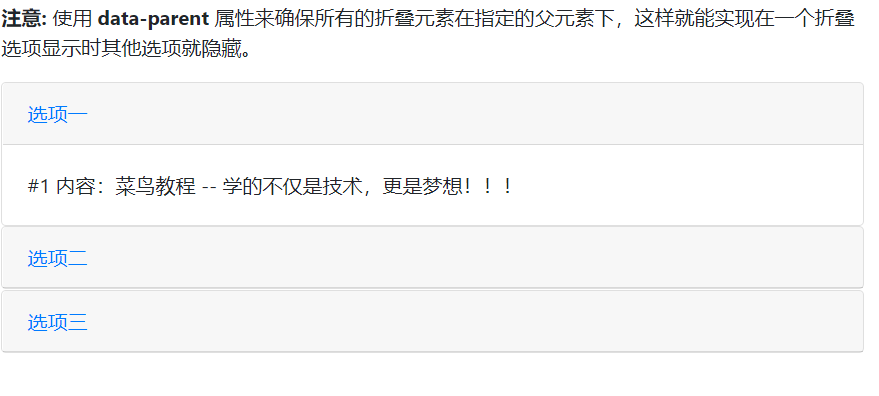 注意: 使用 data-parent 属性来确保所有的折叠元素在指定的父元素下，这样就能实现在一个折叠
选项显示时其他选项就隐藏。
选项一
#1 内容：菜鸟教程 -- 学的不仅是技术，更是梦想！！！
选项二
选项三